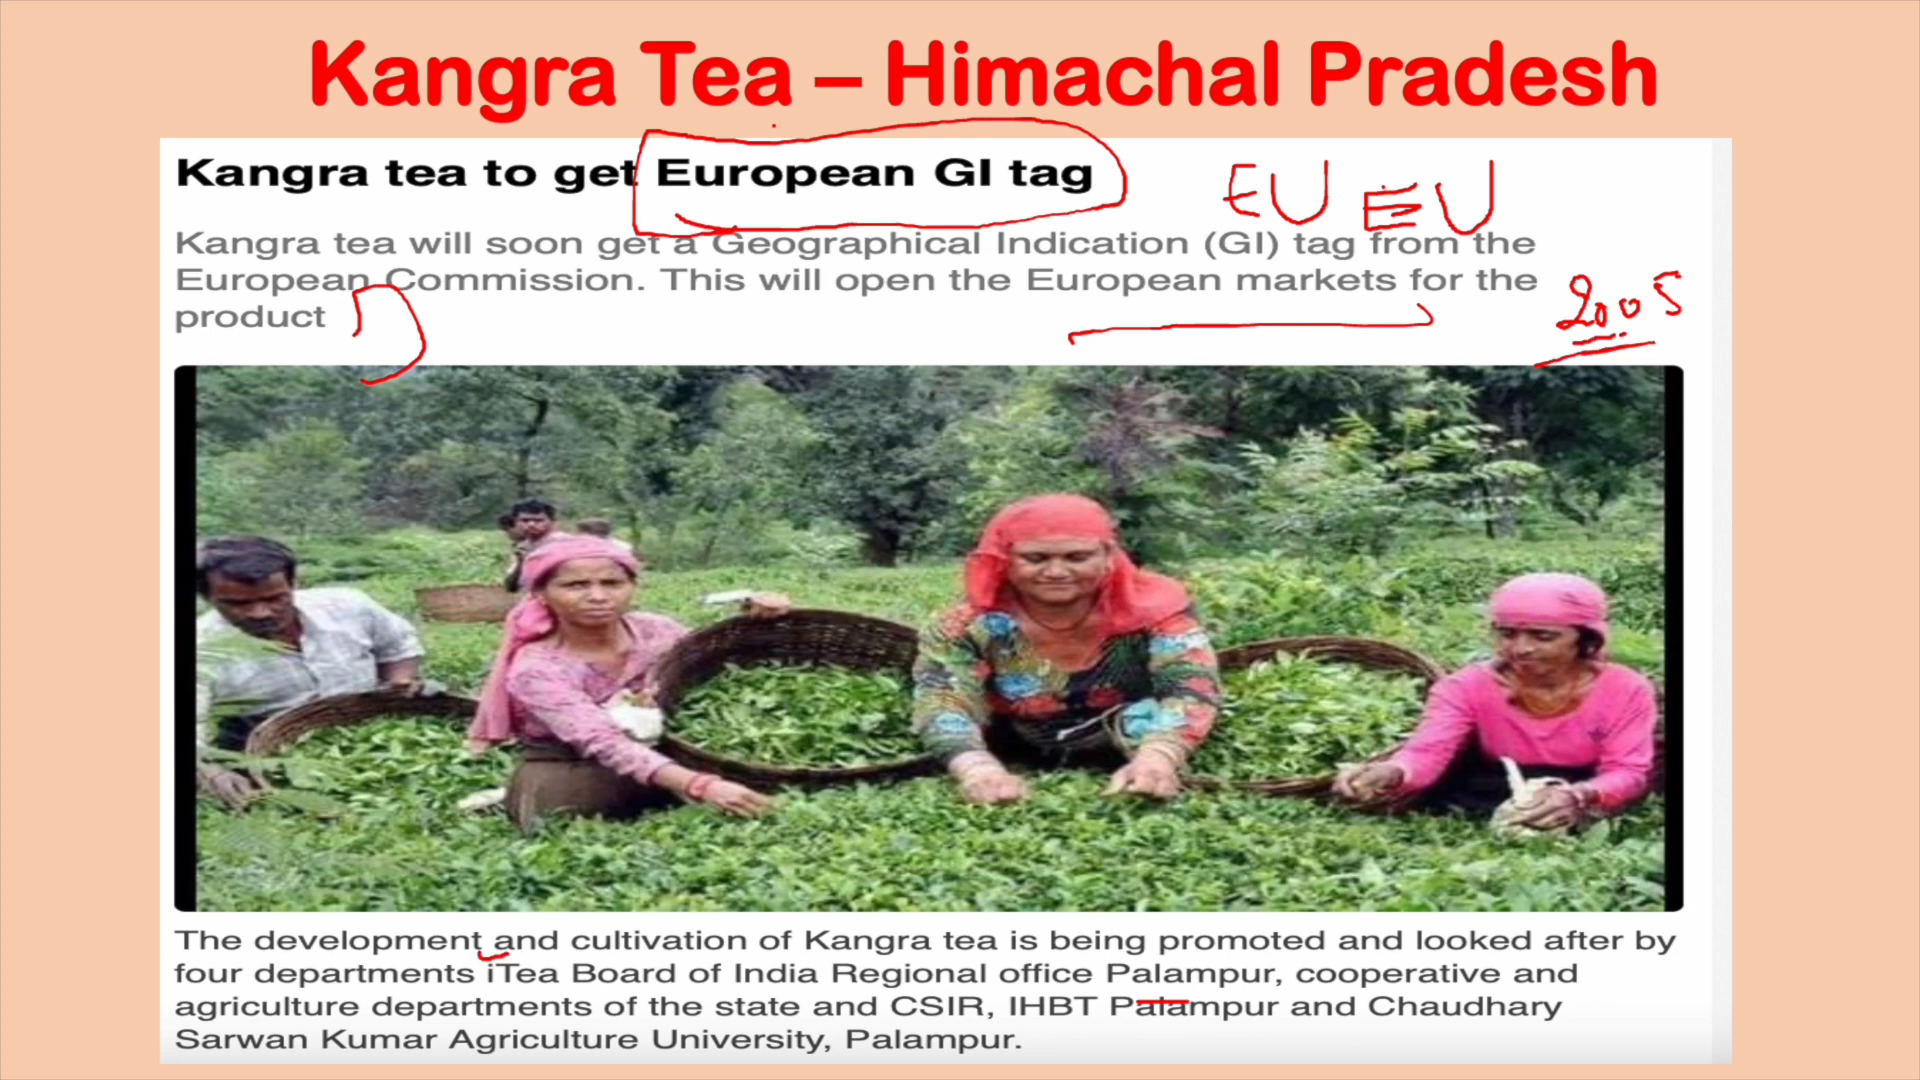 Kangra Tea – Himachal Pradesh
Kangra tea to get European GI tag
EU EU
Kangra tea will soon get a Geographical Indication (GI) tag from the
European Commission. This will open the European markets for the
product
2005
The development and cultivation of Kangra tea is being promoted and looked after by
four departments iTea Board of India Regional office Palampur, cooperative and
agriculture departments of the state and CSIR, IHBT Palampur and Chaudhary
Sarwan Kumar Agriculture University, Palampur.